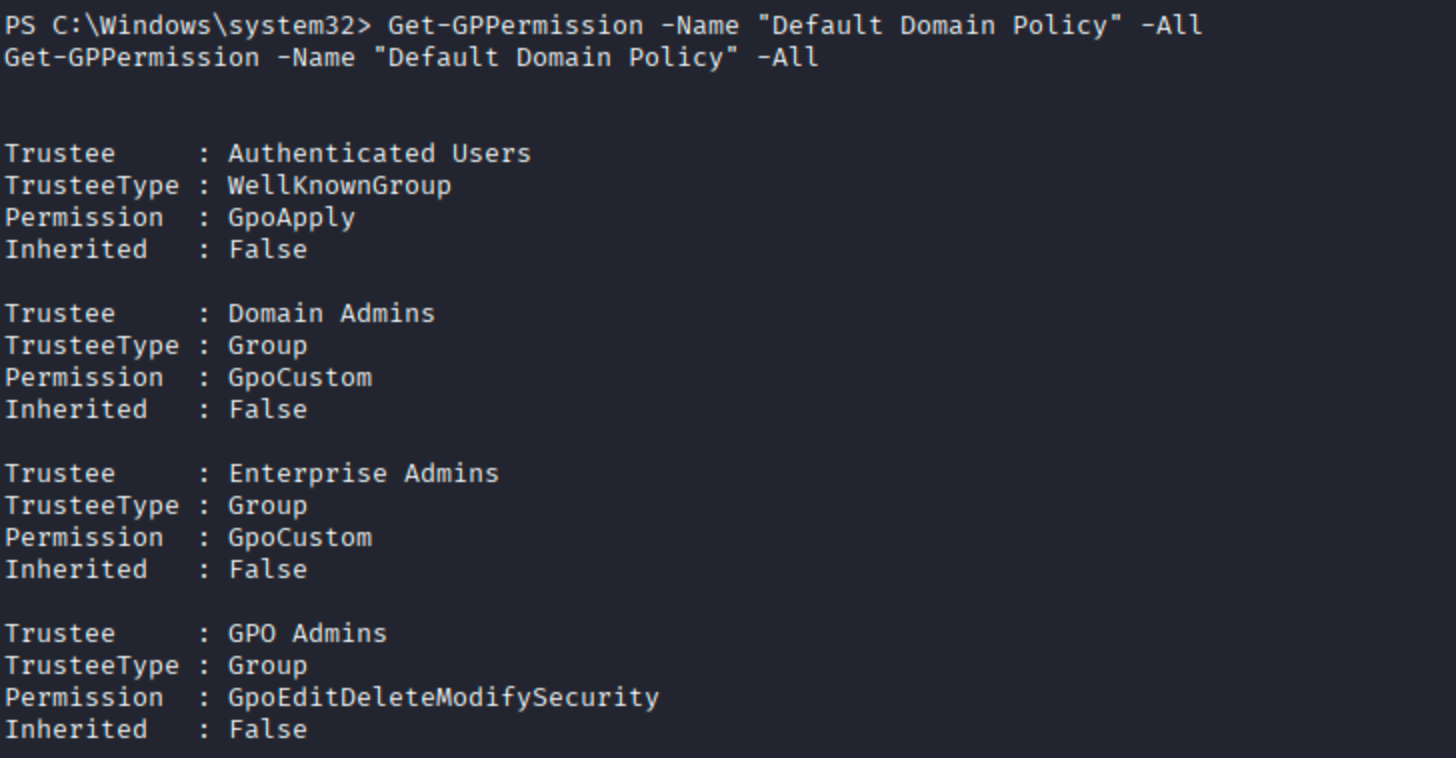 PS C:\Windows\system32> Get-GPPermission -Name "Default Domain Policy" -All
Get-GPPermission -Name "Default Domain Policy" -All
Trustee     : Authenticated Users
TrusteeType : WellKnownGroup
Permission  : GpoApply
Inherited   : False
Trustee     : Domain Admins
TrusteeType : Group
Permission  : GpoCustom
Inherited   : False
Trustee     : Enterprise Admins
TrusteeType : Group
Permission  : GpoCustom
Inherited   : False
Trustee     : GPO Admins
TrusteeType : Group
Permission  : GpoEditDeleteModifySecurity
Inherited   : False